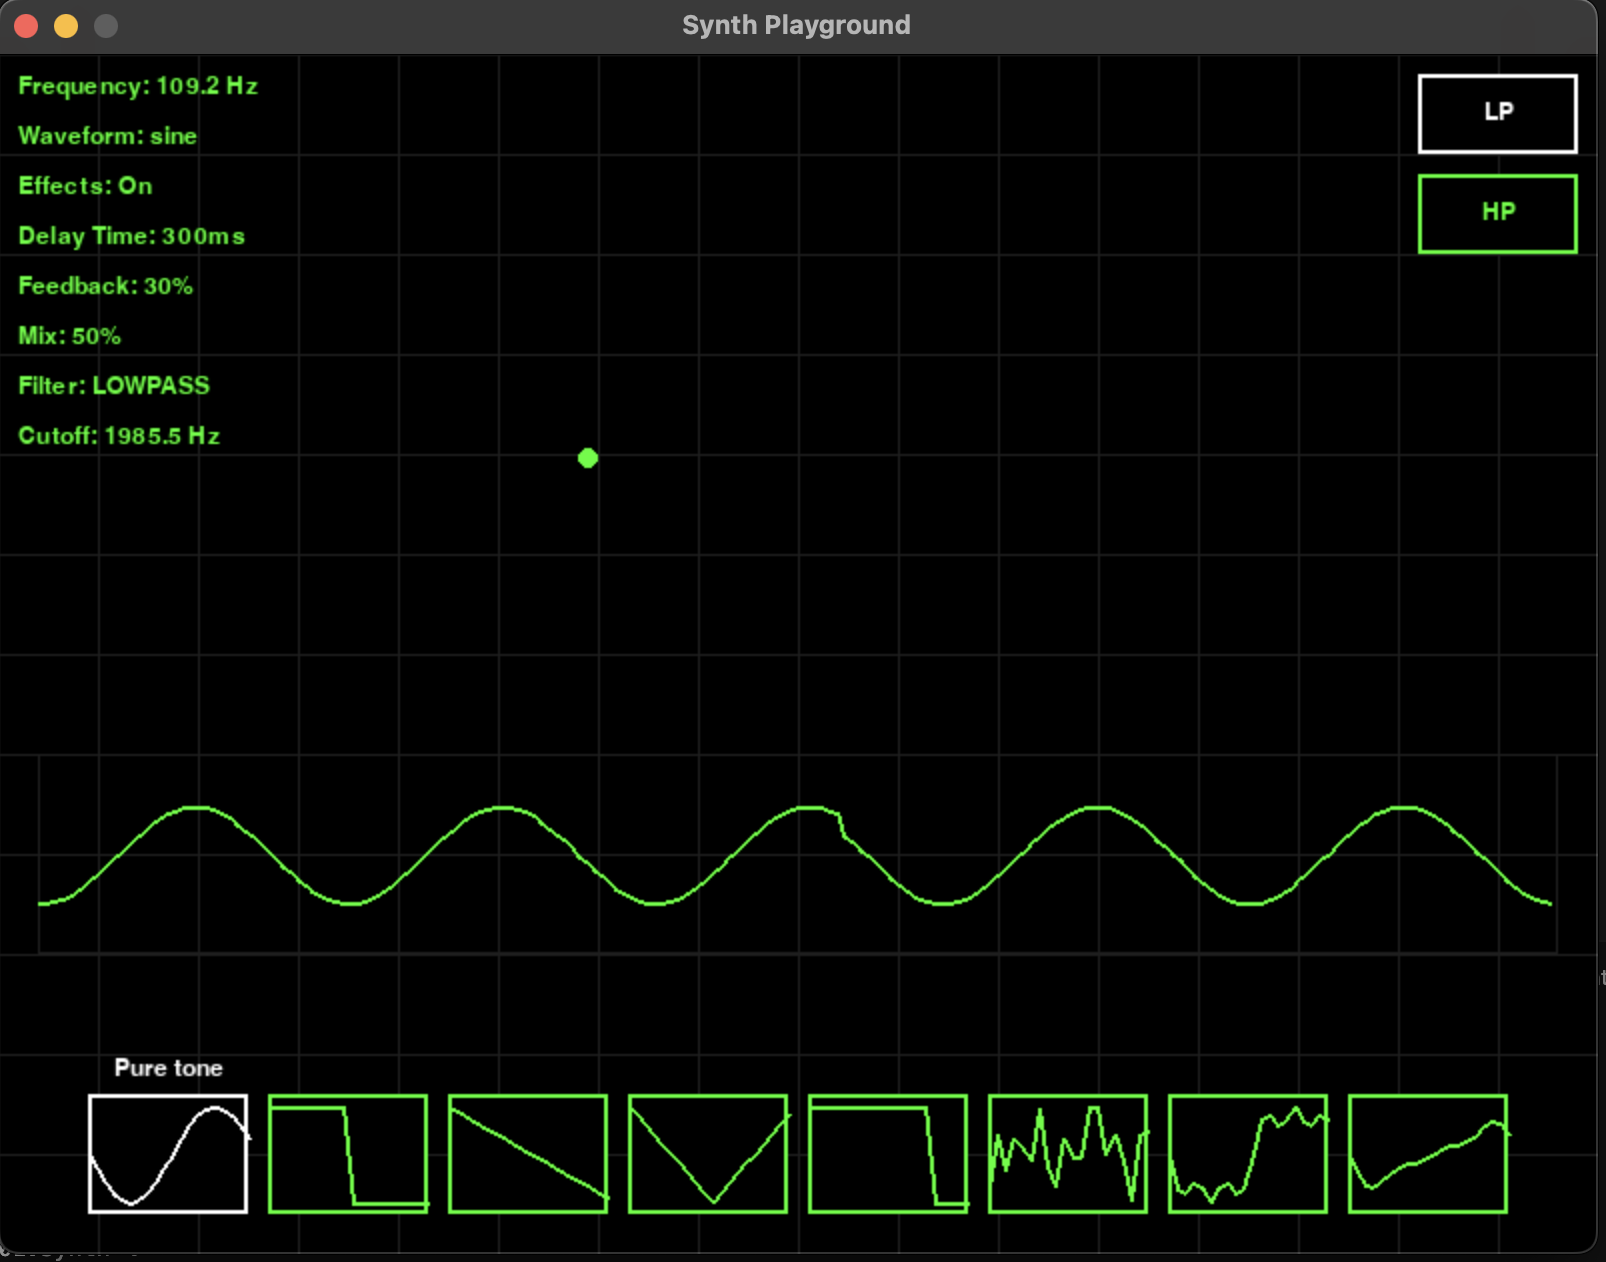 Synth Playground
Frequency: 109.2 Hz
LP
Waveform: sine
Effects: On
HP
Delay Time: 300ms
Feedback: 30%
Mix: 50%
Filter: LOWPASS
Cutoff: 1985.5 Hz
Pure tone